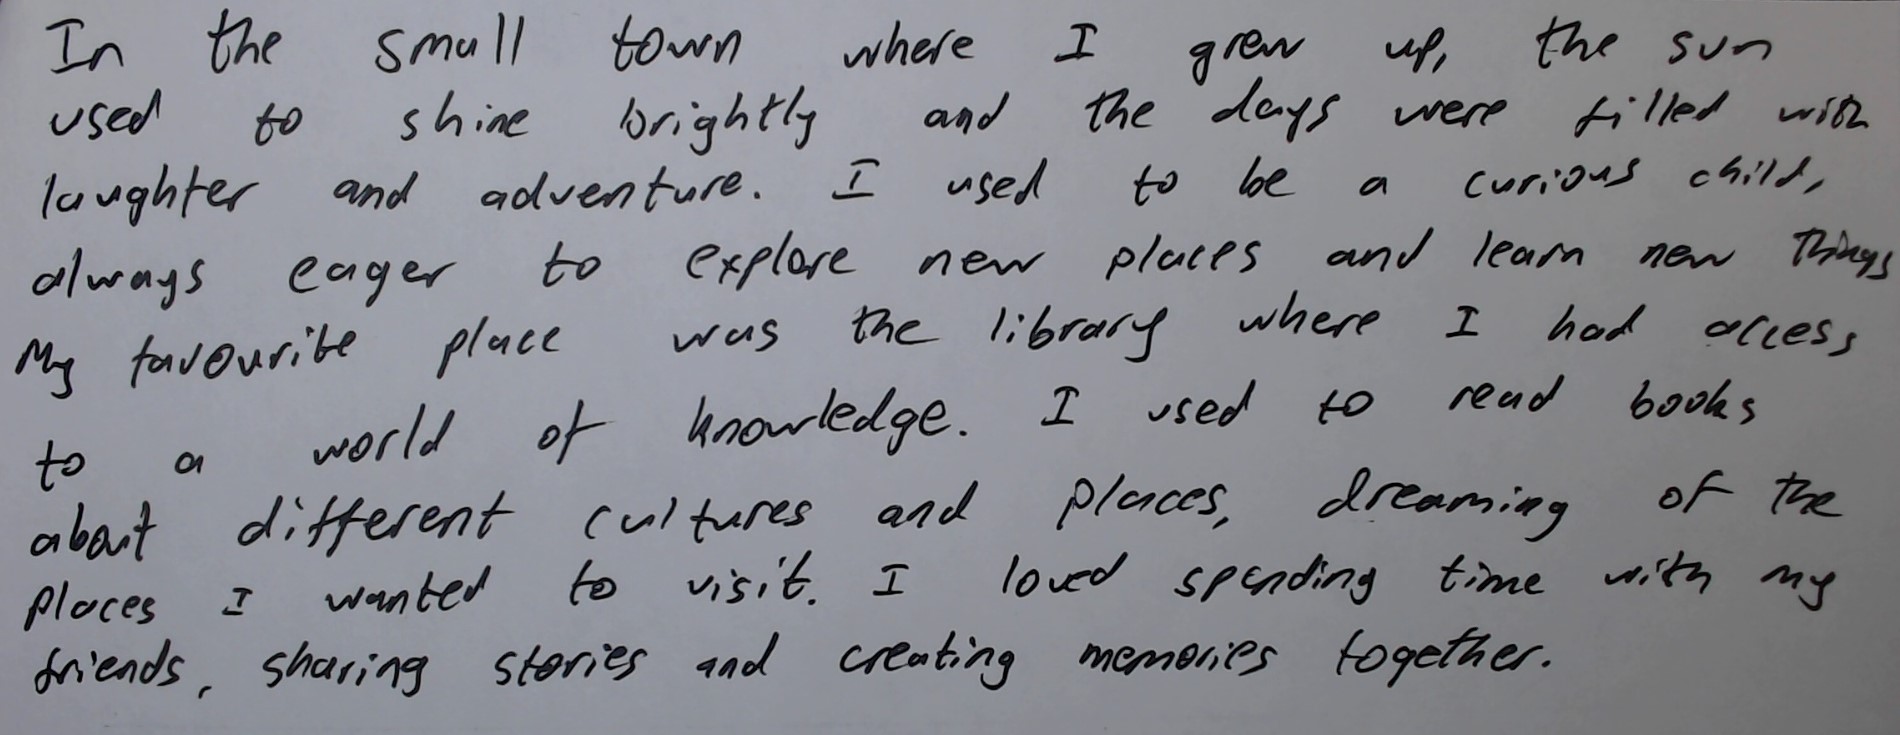 In the small town where I grew up, the sun
used to shine brightly and the days were filled with
laughter and adventure. I used to be a curious child,
always eager to explore new places and learn new things
My favourite place was the library where I had access
to a world of knowledge. I used to read books
about different cultures and places, dreaming of the
places I wanted to visit. I loved spending time with my
friends, sharing stories and creating memories together.